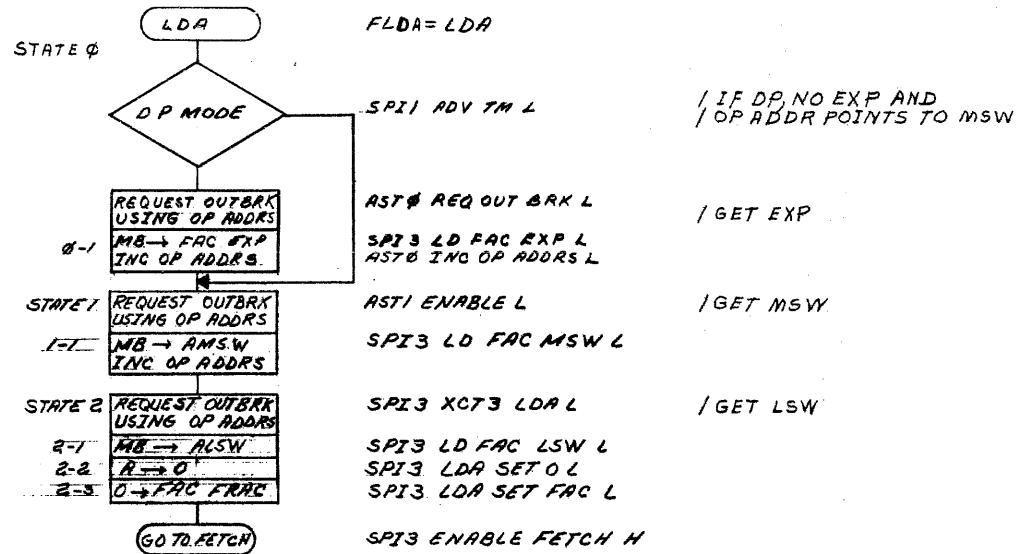 LDA FLDA= LDA
STATE Ø
DP MODE SPI1 ADV TM L / IF DP, NO EXP AND
/ OP ADDR POINTS TO MSW
REQUEST OUTBRK ASTØ REQ OUT BRK L
USING OP ADDRS / GET EXP
Ø-1 MB → FAC EXP SPI3 LD FAC EXP L
INC OP ADDRS ASTØ INC OP ADDRS L
STATE 1 REQUEST OUTBRK AST1 ENABLE L / GET MSW
USING OP ADDRS
1-1 MB → AMSW SPI3 LD FAC MSW L
INC OP ADDRS
STATE 2 REQUEST OUTBRK SPI3 XCT3 LDA L / GET LSW
USING OP ADDRS
2-1 MB → ALSW SPI3 LD FAC LSW L
2-2 A → O SPI3 LDA SET O L
2-3 O → FAC FRAC SPI3 LDA SET FAC L
GO TO FETCH SPI3 ENABLE FETCH H